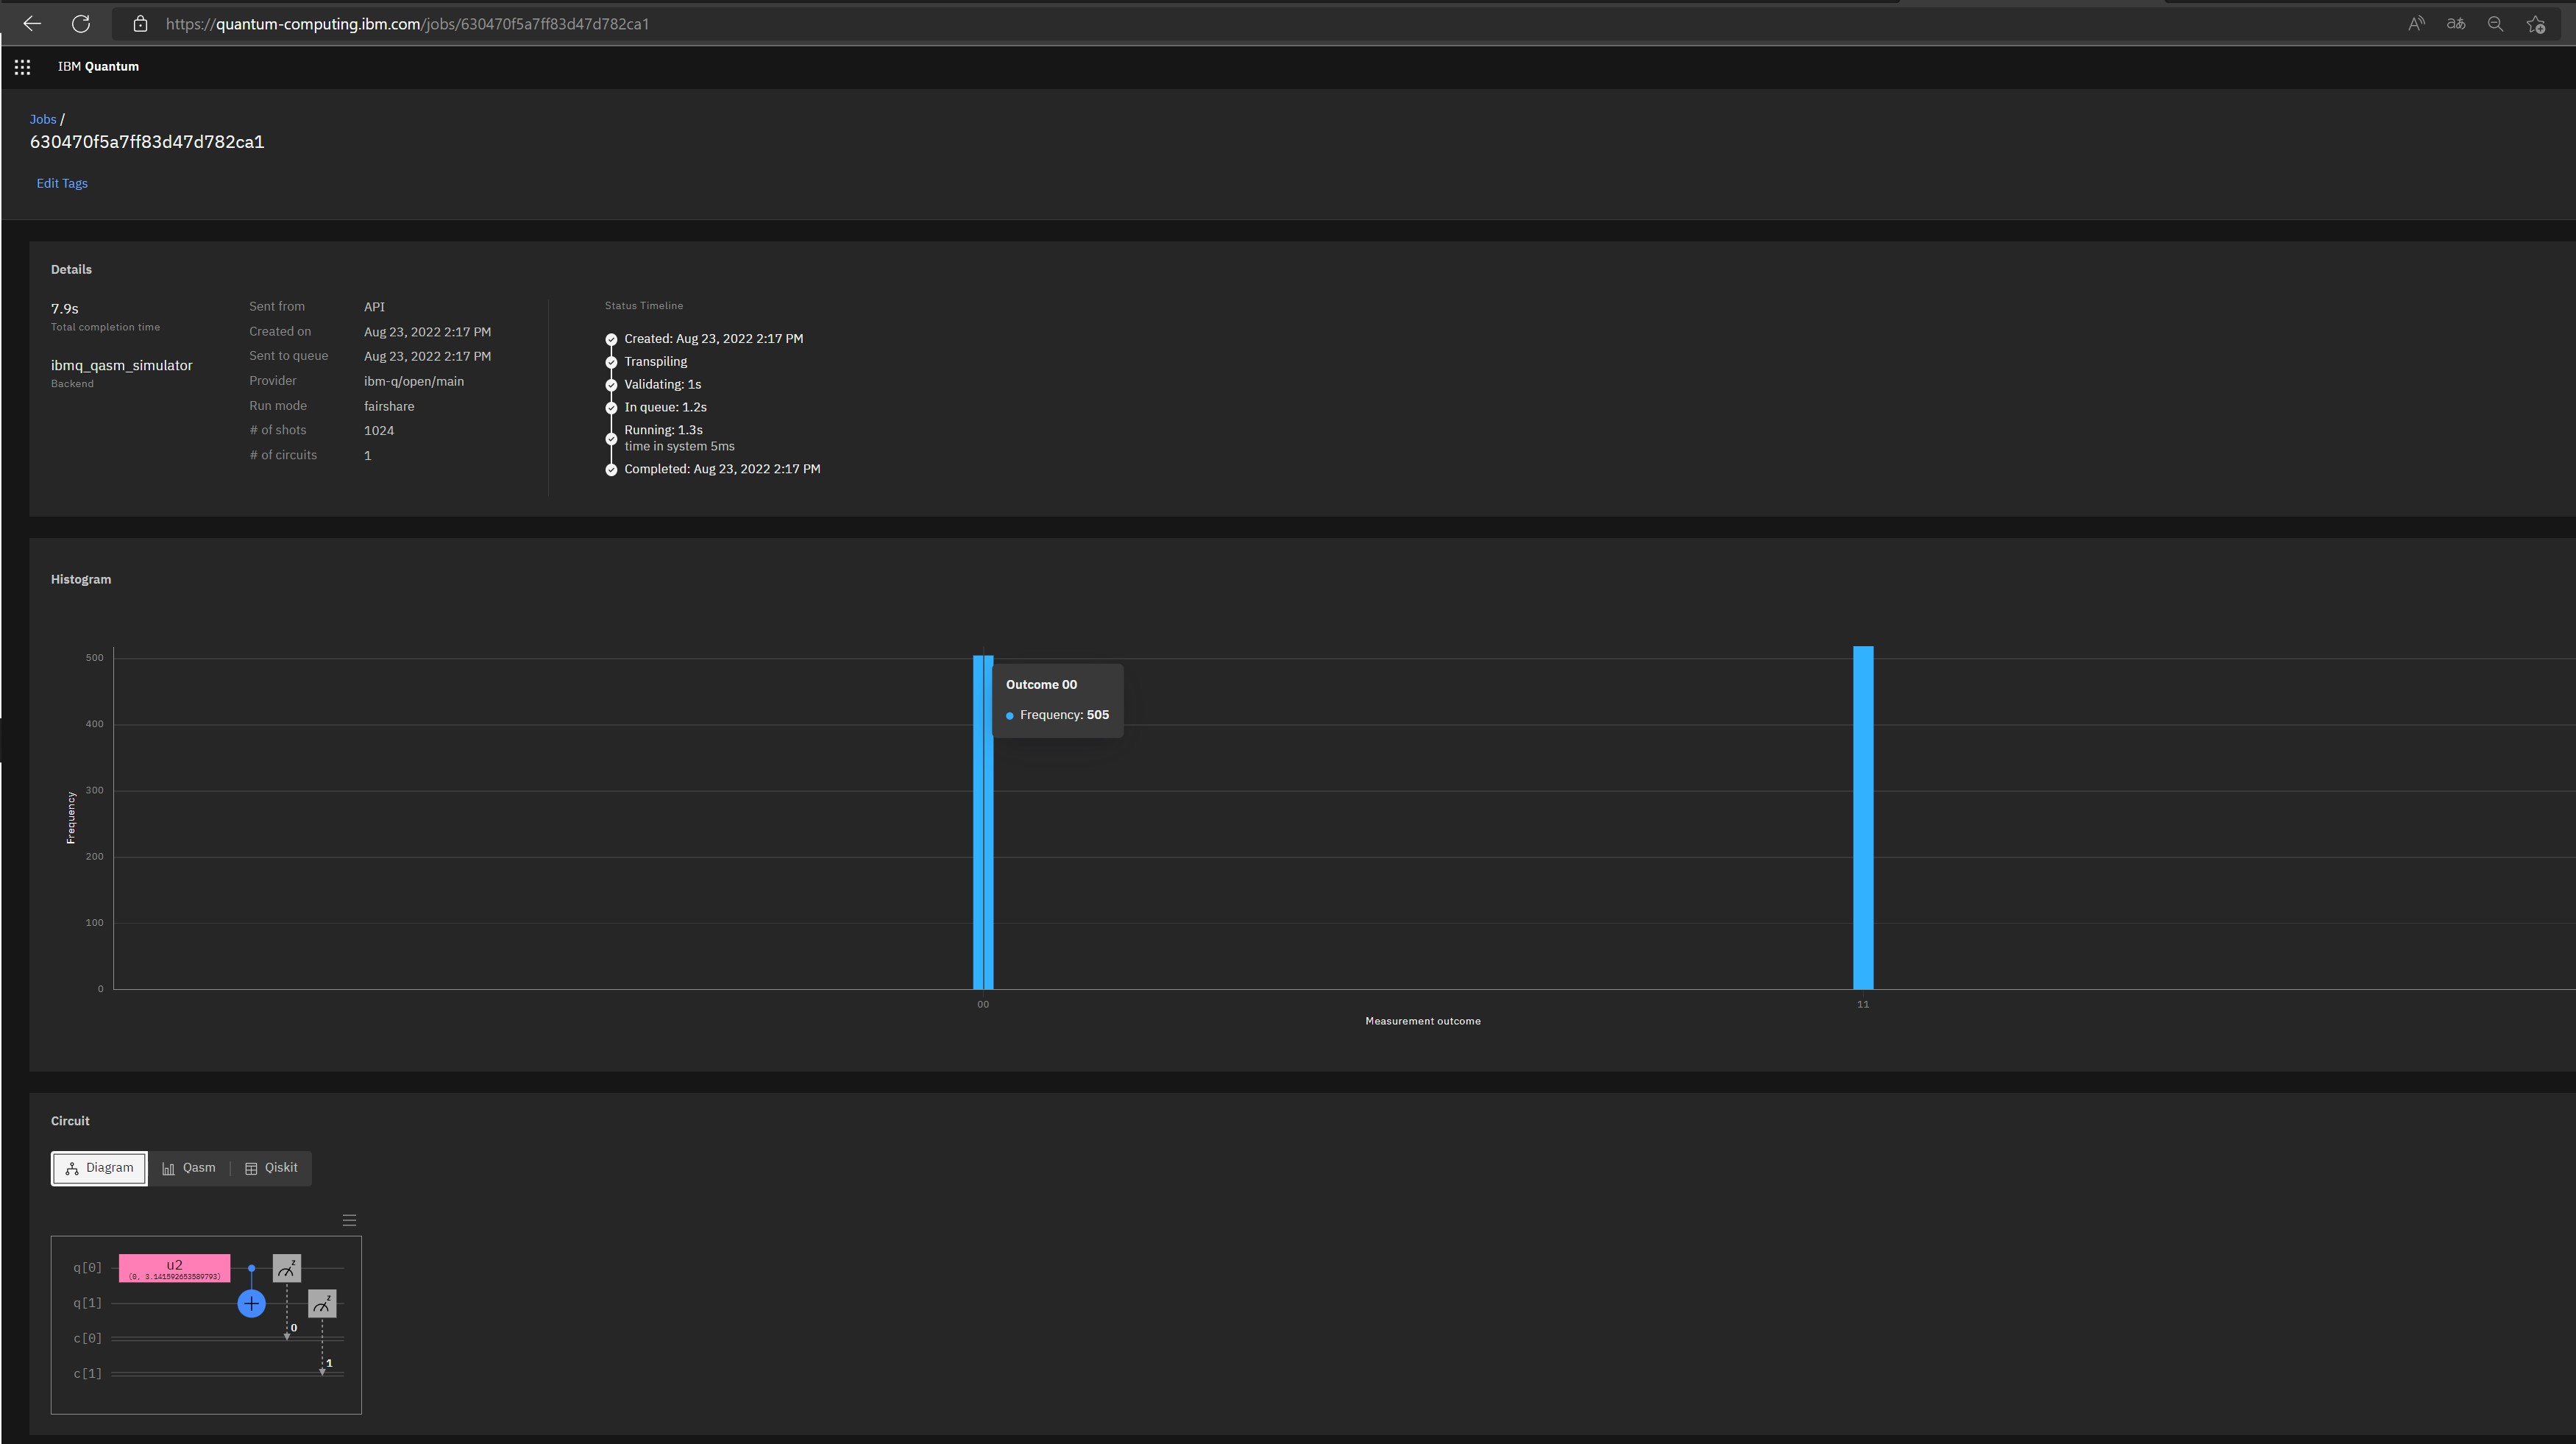 https://quantum-computing.ibm.com/jobs/630470f5a7ff83d47d782ca1
IBM Quantum
Jobs /
630470f5a7ff83d47d782ca1
Edit Tags
Details
7.9s
Total completion time
ibmq_qasm_simulator
Backend
Sent from API
Created on Aug 23, 2022 2:17 PM
Sent to queue Aug 23, 2022 2:17 PM
Provider ibm-q/open/main
Run mode fairshare
# of shots 1024
# of circuits 1
Status Timeline
Created: Aug 23, 2022 2:17 PM
Transpiling
Validating: 1s
In queue: 1.2s
Running: 1.3s
time in system 5ms
Completed: Aug 23, 2022 2:17 PM
Histogram
500
400
300
200
100
0
Frequency
Outcome 00
Frequency: 505
00
11
Measurement outcome
Circuit
Diagram
Qasm
Qiskit
q[0]
u2
(0, 3.141592653589793)
z
q[1]
z
c[0]
0
c[1]
1